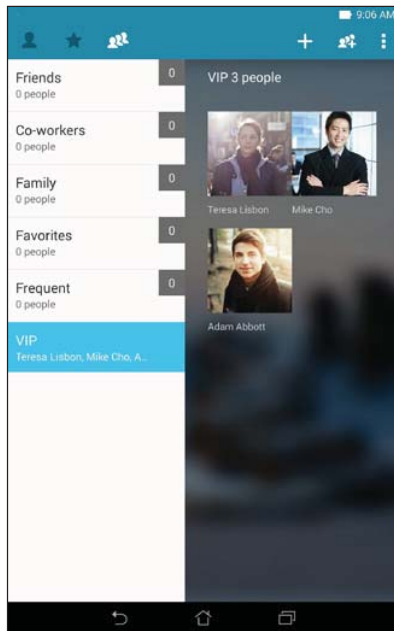 9:06 AM
Friends
0
0 people
Co-workers
0
0 people
Family
0
0 people
Favorites
0
0 people
Frequent
0
0 people
VIP
Teresa Lisbon, Mike Cho, A...
VIP 3 people
Teresa Lisbon
Mike Cho
Adam Abbott